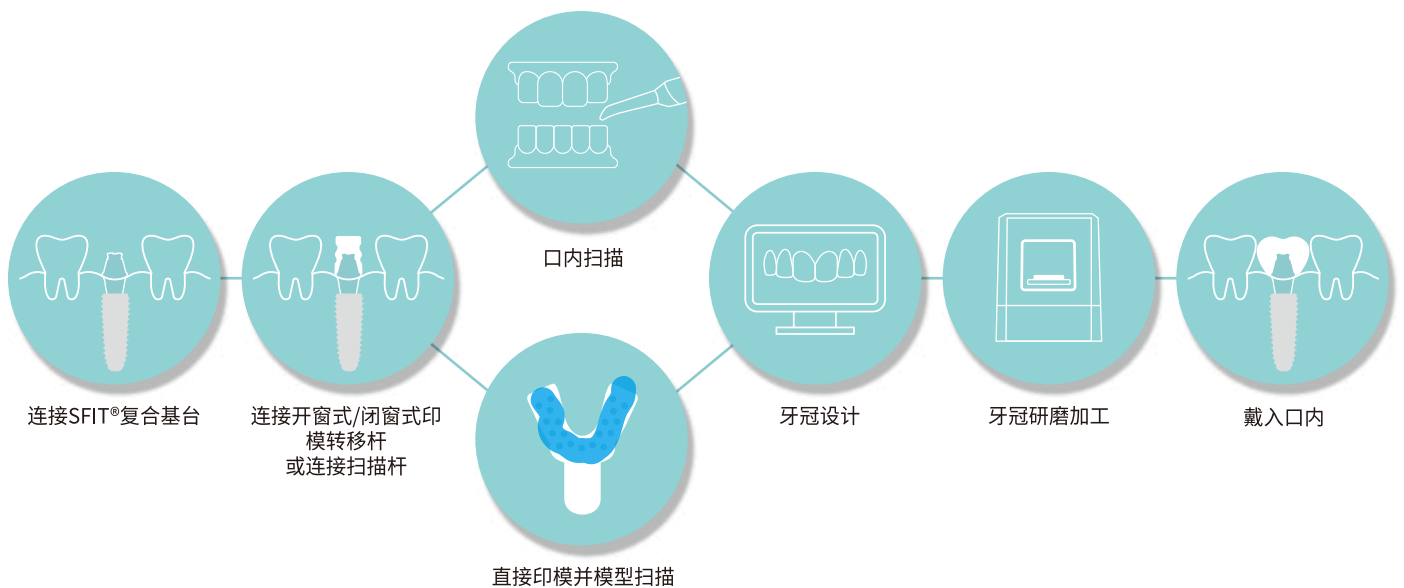 连接SFIT®复合基台
连接开窗式/闭窗式印
模转移杆
或连接扫描杆
口内扫描
直接印模并模型扫描
牙冠设计
牙冠研磨加工
戴入口内